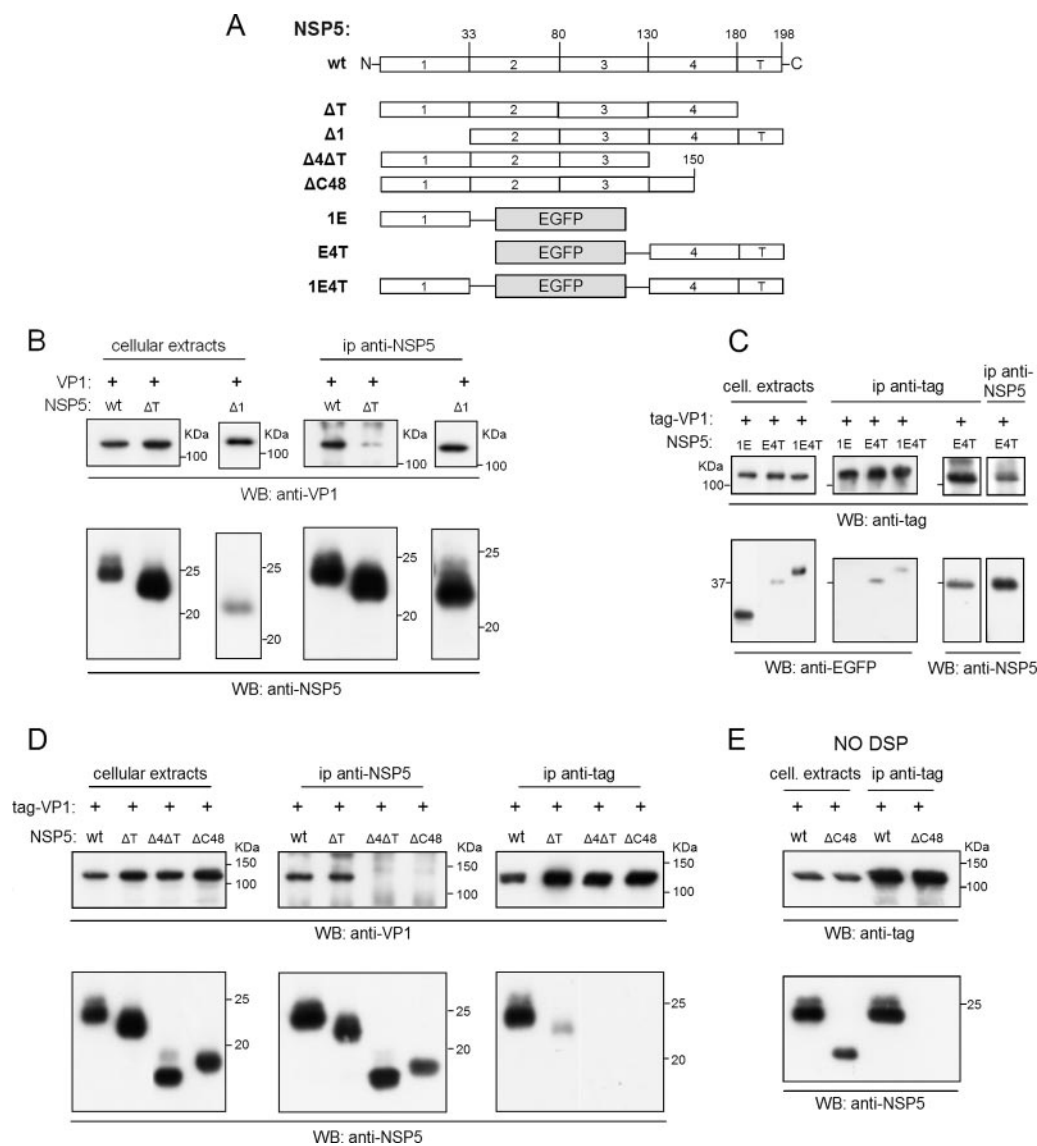 A
NSP5: 33 80 130 180 198
wt N 1 2 3 4 T C
ΔT 1 2 3 4
Δ1 2 3 4 T
Δ4ΔT 1 2 3 150
ΔC48 1 2 3
1E 1 EGFP
E4T EGFP 4 T
1E4T 1 EGFP 4 T
B
cellular extracts ip anti-NSP5
VP1: + + + + + +
NSP5: wt ΔT Δ1 wt ΔT Δ1
KDa KDa KDa KDa
100 100 100 100
WB: anti-VP1
25 25 25 25
20 20 20 20
WB: anti-NSP5
C
cell. extracts ip anti-tag ip anti-NSP5
tag-VP1: + + + + + + + +
NSP5: 1E E4T 1E4T 1E E4T 1E4T E4T E4T
KDa
100
WB: anti-tag
37
WB: anti-EGFP WB: anti-NSP5
D
cellular extracts ip anti-NSP5 ip anti-tag
tag-VP1: + + + + + + + + + + + +
NSP5: wt ΔT Δ4ΔT ΔC48 wt ΔT Δ4ΔT ΔC48 wt ΔT Δ4ΔT ΔC48
KDa KDa KDa
150 150 150
100 100 100
WB: anti-VP1
25 25 25
20 20 20
WB: anti-NSP5
E
NO DSP
cell. extracts ip anti-tag
+ + + +
wt ΔC48 wt ΔC48
KDa
150
100
WB: anti-tag
25
WB: anti-NSP5